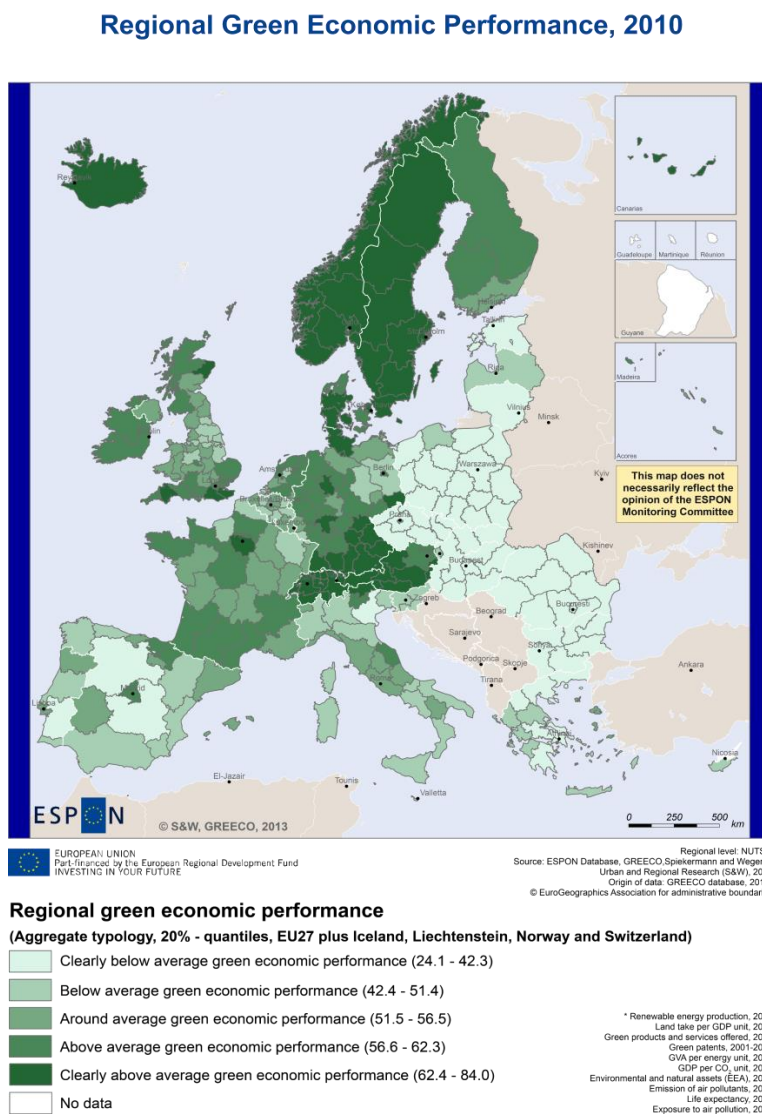 Regional Green Economic Performance, 2010
Reykjavik
Canarias
Guadeloupe
Martinique
Réunion
Guyane
Madeira
Acores
Helsinki
Tallinn
Stockholm
Riga
Vilnius
Minsk
Dublin
Berlin
Warszawa
Kyiv
This map does not
necessarily reflect the
opinion of the ESPON
Monitoring Committee
Praha
Kishinev
Budapest
Zagreb
Beograd
Bucuresti
Sarajevo
Sofiya
Podgorica
Skopje
Ankara
Tirana
Madrid
Roma
Lisboa
Athinai
Nicosia
El-Jazair
Tounis
Valletta
ESPON
© S&W, GREECO, 2013
0 250 500 km
EUROPEAN UNION
Part-financed by the European Regional Development Fund
INVESTING IN YOUR FUTURE
Regional level: NUTS
Source: ESPON Database, GREECO,Spiekermann and Wegen
Urban and Regional Research (S&W), 20
Origin of data: GREECO database, 201
© EuroGeographics Association for administrative boundar
Regional green economic performance
(Aggregate typology, 20% - quantiles, EU27 plus Iceland, Liechtenstein, Norway and Switzerland)
Clearly below average green economic performance (24.1 - 42.3)
Below average green economic performance (42.4 - 51.4)
Around average green economic performance (51.5 - 56.5)
Above average green economic performance (56.6 - 62.3)
Clearly above average green economic performance (62.4 - 84.0)
No data
* Renewable energy production, 20
Land take per GDP unit, 20
Green products and services offered, 20
Green patents, 2001-20
GVA per energy unit, 20
GDP per CO2 unit, 20
Environmental and natural assets (EEA), 20
Emission of air pollutants, 20
Life expectancy, 20
Exposure to air pollution, 20